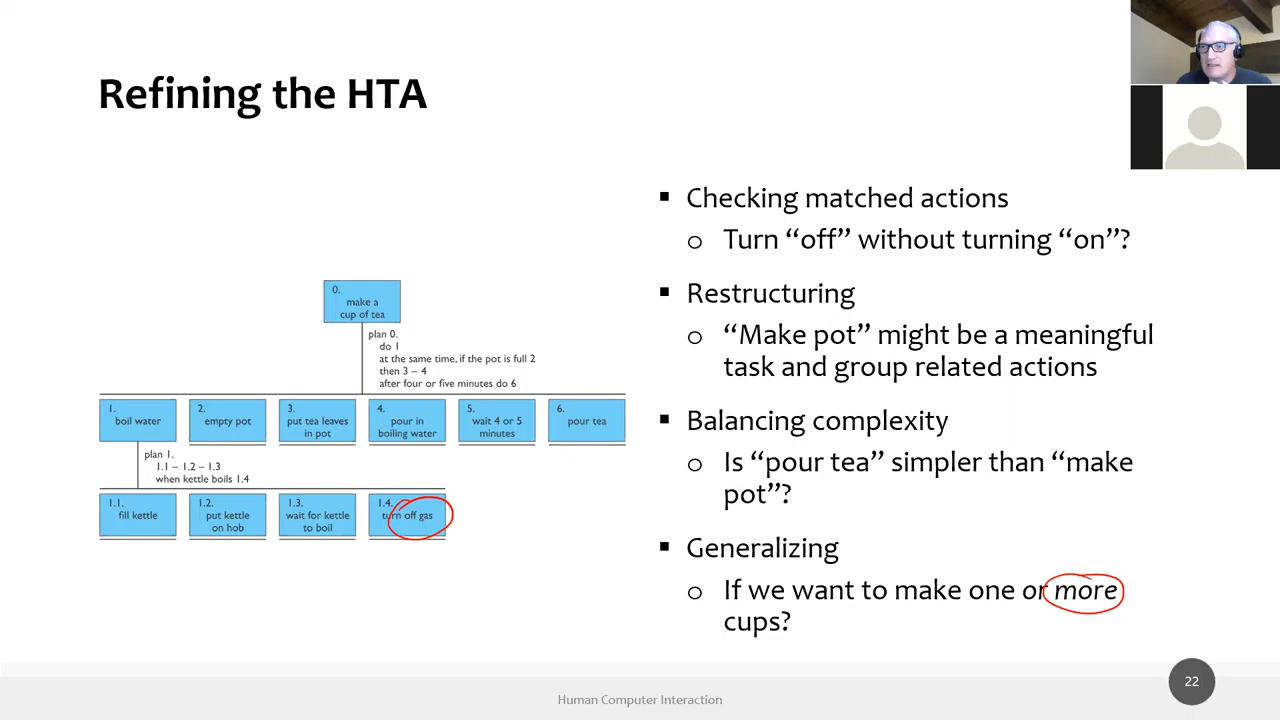 Refining the HTA
0.
make a
cup of tea
plan 0.
do 1
at the same time, if the pot is full 2
then 3 – 4
after four or five minutes do 6
1.
boil water
2.
empty pot
3.
put tea leaves
in pot
4.
pour in
boiling water
5.
wait 4 or 5
minutes
6.
pour tea
plan 1.
1.1 – 1.2 – 1.3
when kettle boils 1.4
1.1.
fill kettle
1.2.
put kettle
on hob
1.3.
wait for kettle
to boil
1.4.
turn off gas
▪ Checking matched actions
o Turn “off” without turning “on”?
▪ Restructuring
o “Make pot” might be a meaningful
task and group related actions
▪ Balancing complexity
o Is “pour tea” simpler than “make
pot”?
▪ Generalizing
o If we want to make one or more
cups?
Human Computer Interaction
22